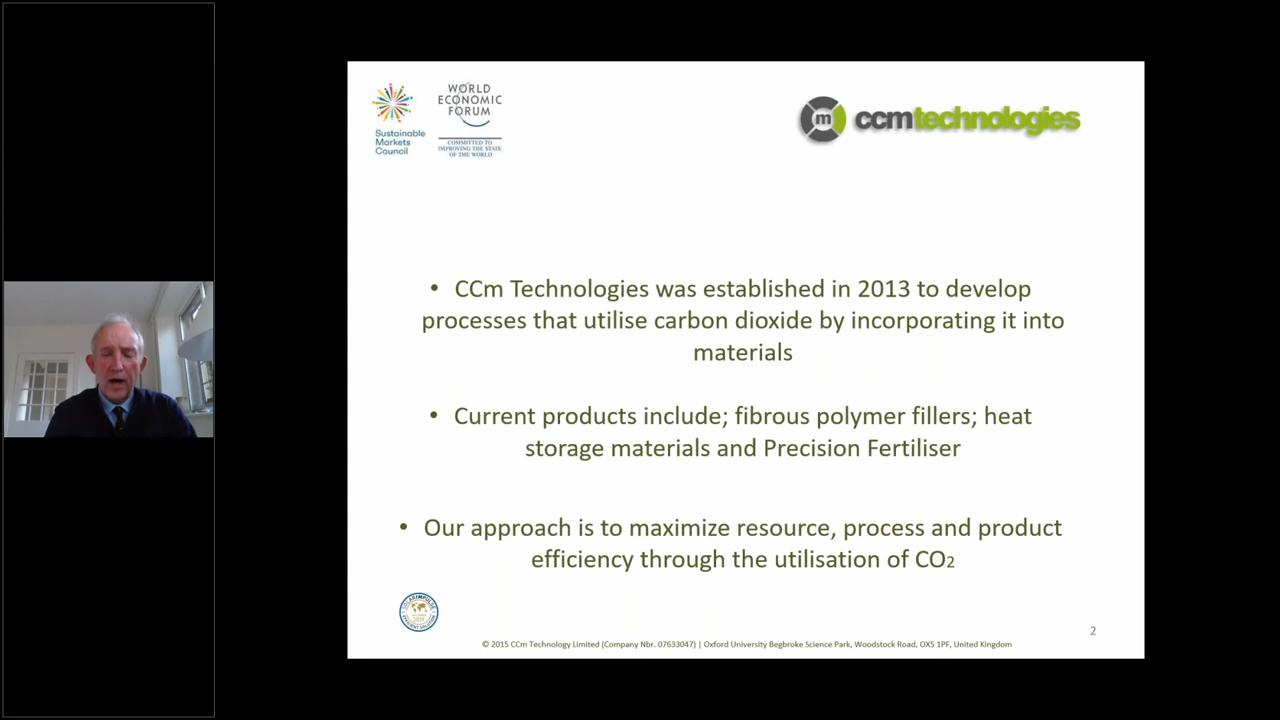 Sustainable
Markets
Council
WORLD
ECONOMIC
FORUM
COMMITTED TO
IMPROVING THE STATE
OF THE WORLD
m ccmtechnologies
• CCm Technologies was established in 2013 to develop
processes that utilise carbon dioxide by incorporating it into
materials
• Current products include; fibrous polymer fillers; heat
storage materials and Precision Fertiliser
• Our approach is to maximize resource, process and product
efficiency through the utilisation of CO2
SOLARIMPULSE
EFFICIENT SOLUTION
2
© 2015 CCm Technology Limited (Company Nbr. 07633047) | Oxford University Begbroke Science Park, Woodstock Road, OX5 1PF, United Kingdom